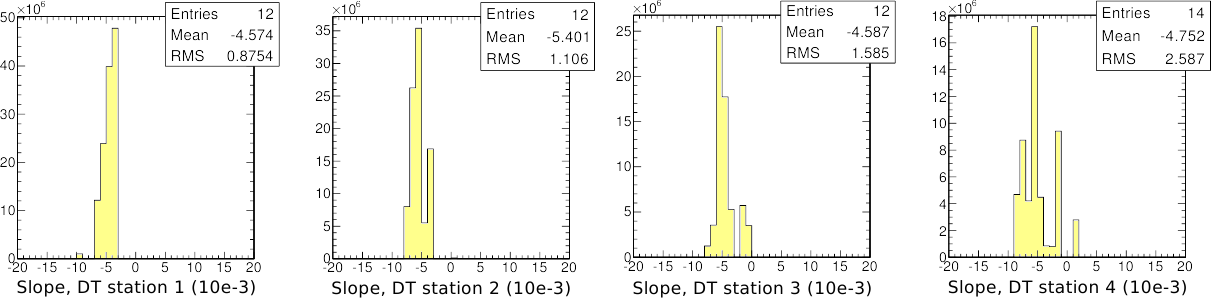 ×10⁶
Entries 12
Mean -4.574
RMS 0.8754
50
40
30
20
10
0
-20 -15 -10 -5 0 5 10 15 20
Slope, DT station 1 (10e-3)
×10⁶
Entries 12
Mean -5.401
RMS 1.106
35
30
25
20
15
10
5
0
-20 -15 -10 -5 0 5 10 15 20
Slope, DT station 2 (10e-3)
×10⁶
Entries 12
Mean -4.587
RMS 1.585
25
20
15
10
5
0
-20 -15 -10 -5 0 5 10 15 20
Slope, DT station 3 (10e-3)
×10⁶
Entries 14
Mean -4.752
RMS 2.587
18
16
14
12
10
8
6
4
2
0
-20 -15 -10 -5 0 5 10 15 20
Slope, DT station 4 (10e-3)